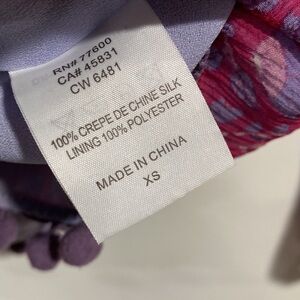 RN# 77600
CA# 45831
CW 6481
100% CREPE DE CHINE SILK
LINING 100% POLYESTER
MADE IN CHINA
XS